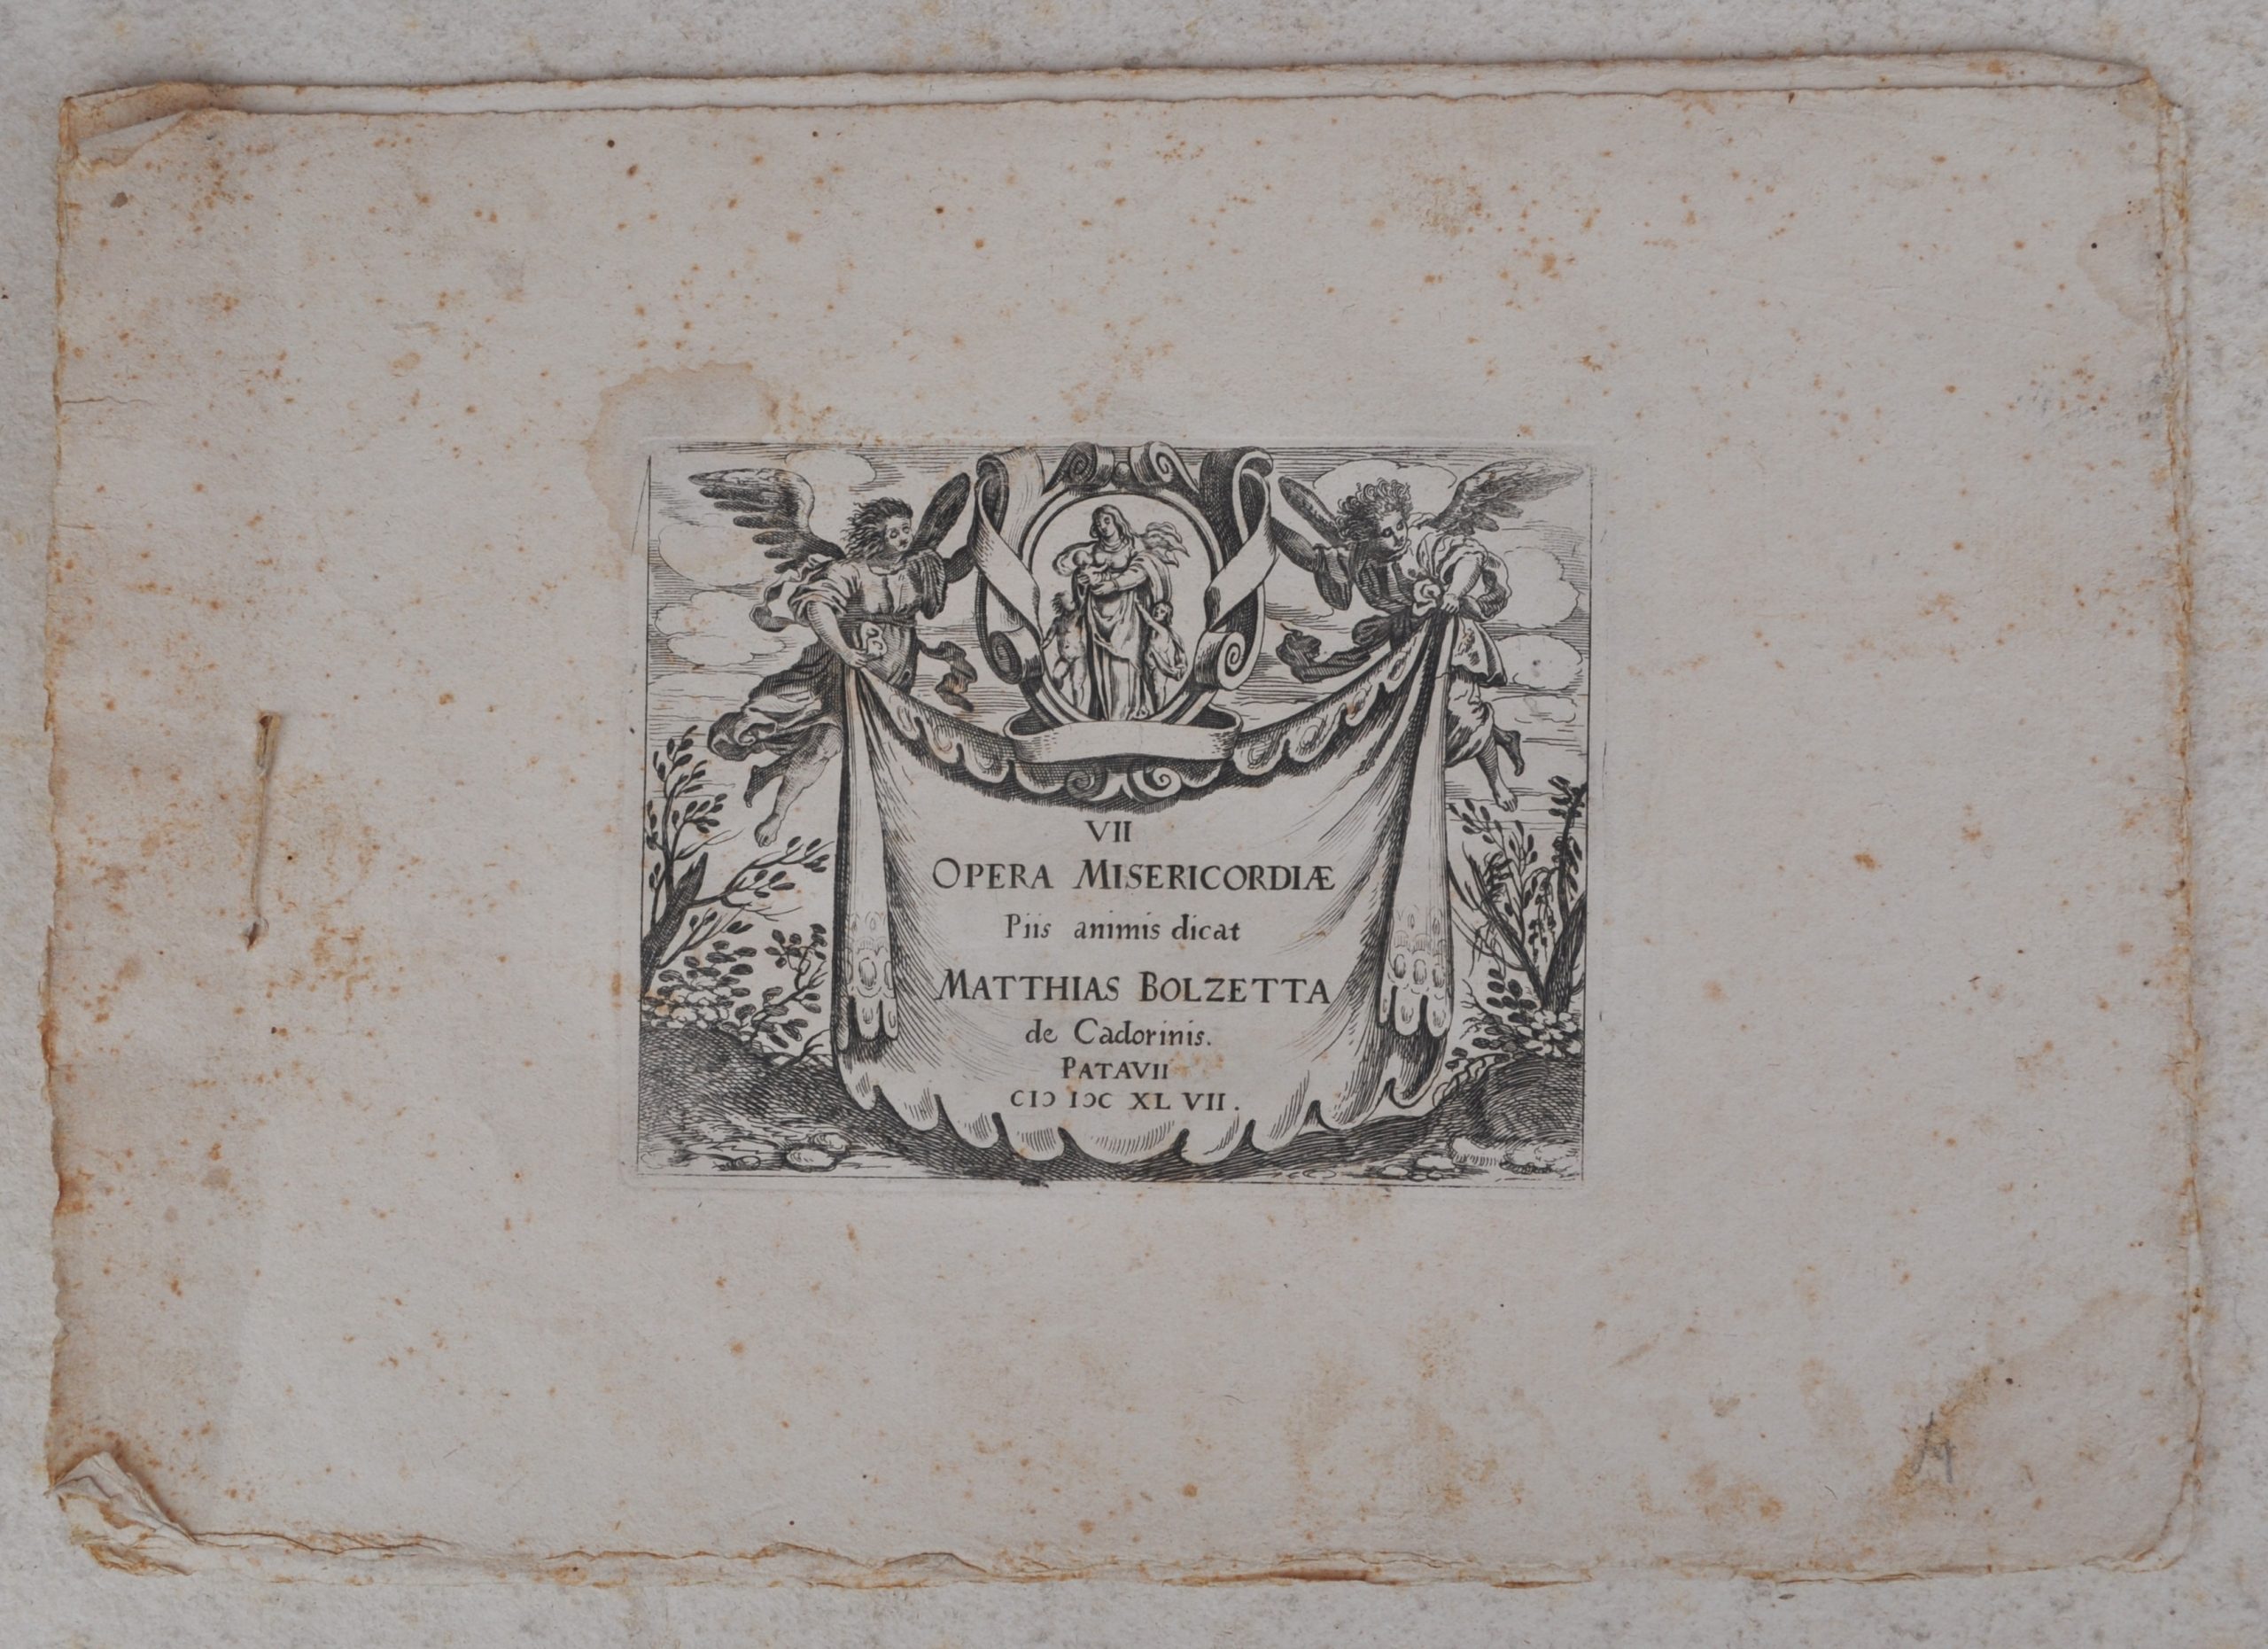 VII
OPERA MISERICORDIÆ
Piis animis dicat
MATTHIAS BOLZETTA
de Cadorinis.
PATAVII
CIↃ IↃC XL VII.